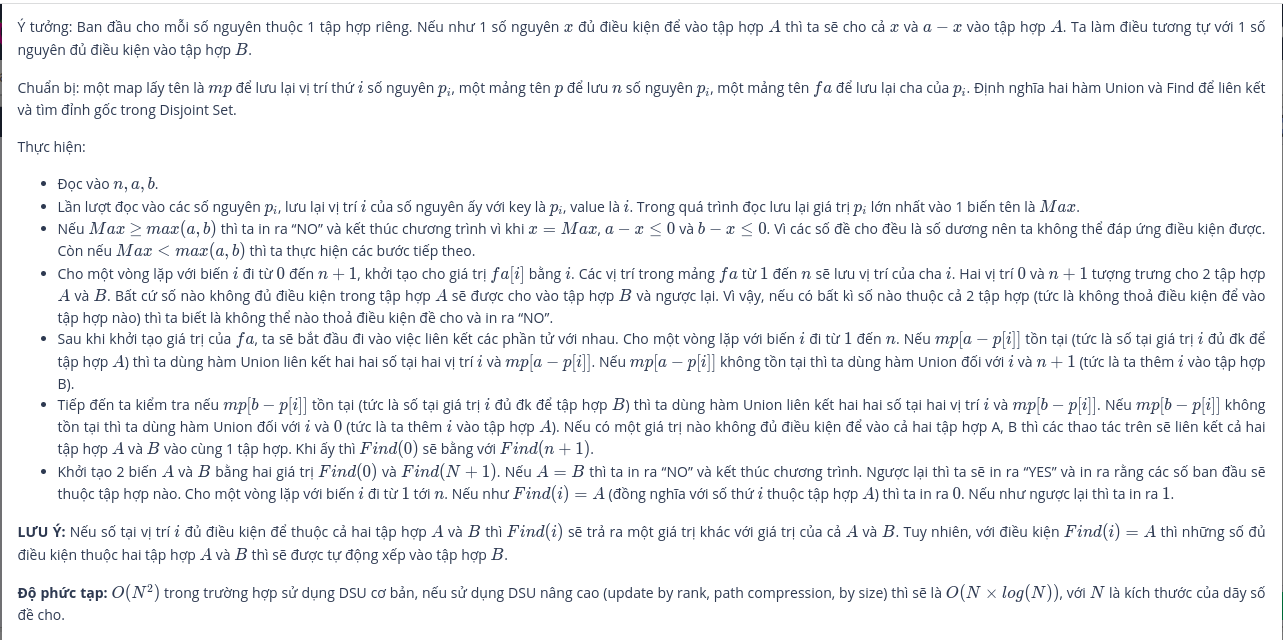 Ý tưởng: Ban đầu cho mỗi số nguyên thuộc 1 tập hợp riêng. Nếu như 1 số nguyên x đủ điều kiện để vào tập hợp A thì ta sẽ cho cả x và a − x vào tập hợp A. Ta làm điều tương tự với 1 số
nguyên đủ điều kiện vào tập hợp B.
Chuẩn bị: một map lấy tên là mp để lưu lại vị trí thứ i số nguyên p_i, một mảng tên p để lưu n số nguyên p_i, một mảng tên fa để lưu lại cha của p_i. Định nghĩa hai hàm Union và Find để liên kết
và tìm đỉnh gốc trong Disjoint Set.
Thực hiện:
• Đọc vào n, a, b.
• Lần lượt đọc vào các số nguyên p_i, lưu lại vị trí i của số nguyên ấy với key là p_i, value là i. Trong quá trình đọc lưu lại giá trị p_i lớn nhất vào 1 biến tên là Max.
• Nếu Max ≥ max(a, b) thì ta in ra “NO” và kết thúc chương trình vì khi x = Max, a − x ≤ 0 và b − x ≤ 0. Vì các số đề cho đều là số dương nên ta không thể đáp ứng điều kiện được.
Còn nếu Max < max(a, b) thì ta thực hiện các bước tiếp theo.
• Cho một vòng lặp với biến i đi từ 0 đến n + 1, khởi tạo cho giá trị fa[i] bằng i. Các vị trí trong mảng fa từ 1 đến n sẽ lưu vị trí của cha i. Hai vị trí 0 và n + 1 tượng trưng cho 2 tập hợp
A và B. Bất cứ số nào không đủ điều kiện trong tập hợp A sẽ được cho vào tập hợp B và ngược lại. Vì vậy, nếu có bất kì số nào thuộc cả 2 tập hợp (tức là không thoả điều kiện để vào
tập hợp nào) thì ta biết là không thể nào thoả điều kiện đề cho và in ra “NO”.
• Sau khi khởi tạo giá trị của fa, ta sẽ bắt đầu đi vào việc liên kết các phần tử với nhau. Cho một vòng lặp với biến i đi từ 1 đến n. Nếu mp[a − p[i]] tồn tại (tức là số tại giá trị i đủ đk để
tập hợp A) thì ta dùng hàm Union liên kết hai hai số tại hai vị trí i và mp[a − p[i]]. Nếu mp[a − p[i]] không tồn tại thì ta dùng hàm Union đối với i và n + 1 (tức là ta thêm i vào tập hợp
B).
• Tiếp đến ta kiểm tra nếu mp[b − p[i]] tồn tại (tức là số tại giá trị i đủ đk để tập hợp B) thì ta dùng hàm Union liên kết hai hai số tại hai vị trí i và mp[b − p[i]]. Nếu mp[b − p[i]] không
tồn tại thì ta dùng hàm Union đối với i và 0 (tức là ta thêm i vào tập hợp A). Nếu có một giá trị nào không đủ điều kiện để vào cả hai tập hợp A, B thì các thao tác trên sẽ liên kết cả hai
tập hợp A và B vào cùng 1 tập hợp. Khi ấy thì Find(0) sẽ bằng với Find(n + 1).
• Khởi tạo 2 biến A và B bằng hai giá trị Find(0) và Find(N + 1). Nếu A = B thì ta in ra “NO” và kết thúc chương trình. Ngược lại thì ta sẽ in ra “YES” và in ra rằng các số ban đầu sẽ
thuộc tập hợp nào. Cho một vòng lặp với biến i đi từ 1 tới n. Nếu như Find(i) = A (đồng nghĩa với số thứ i thuộc tập hợp A) thì ta in ra 0. Nếu như ngược lại thì ta in ra 1.
LƯU Ý: Nếu số tại vị trí i đủ điều kiện để thuộc cả hai tập hợp A và B thì Find(i) sẽ trả ra một giá trị khác với giá trị của cả A và B. Tuy nhiên, với điều kiện Find(i) = A thì những số đủ
điều kiện thuộc hai tập hợp A và B thì sẽ được tự động xếp vào tập hợp B.
Độ phức tạp: O(N²) trong trường hợp sử dụng DSU cơ bản, nếu sử dụng DSU nâng cao (update by rank, path compression, by size) thì sẽ là O(N × log(N)), với N là kích thước của dãy số
đề cho.